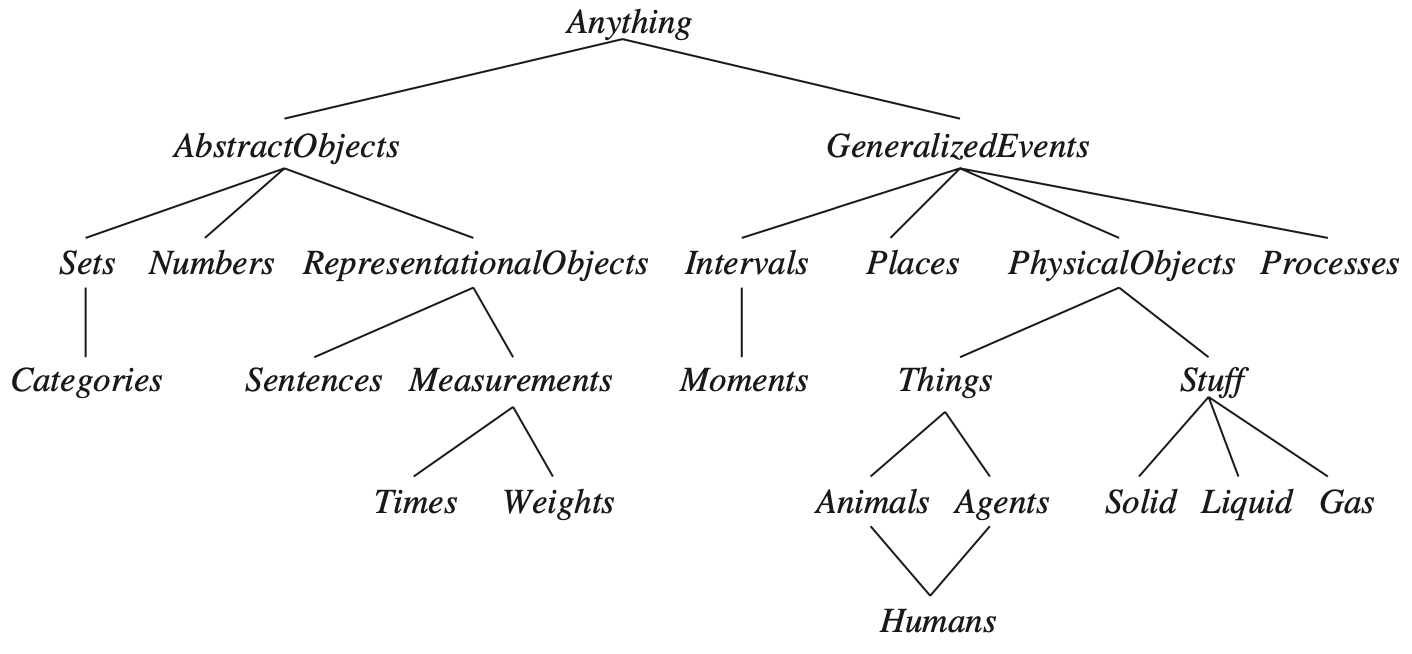 Anything
AbstractObjects GeneralizedEvents
Sets Numbers RepresentationalObjects Intervals Places PhysicalObjects Processes
Categories Sentences Measurements Moments Things Stuff
Times Weights Animals Agents Solid Liquid Gas
Humans